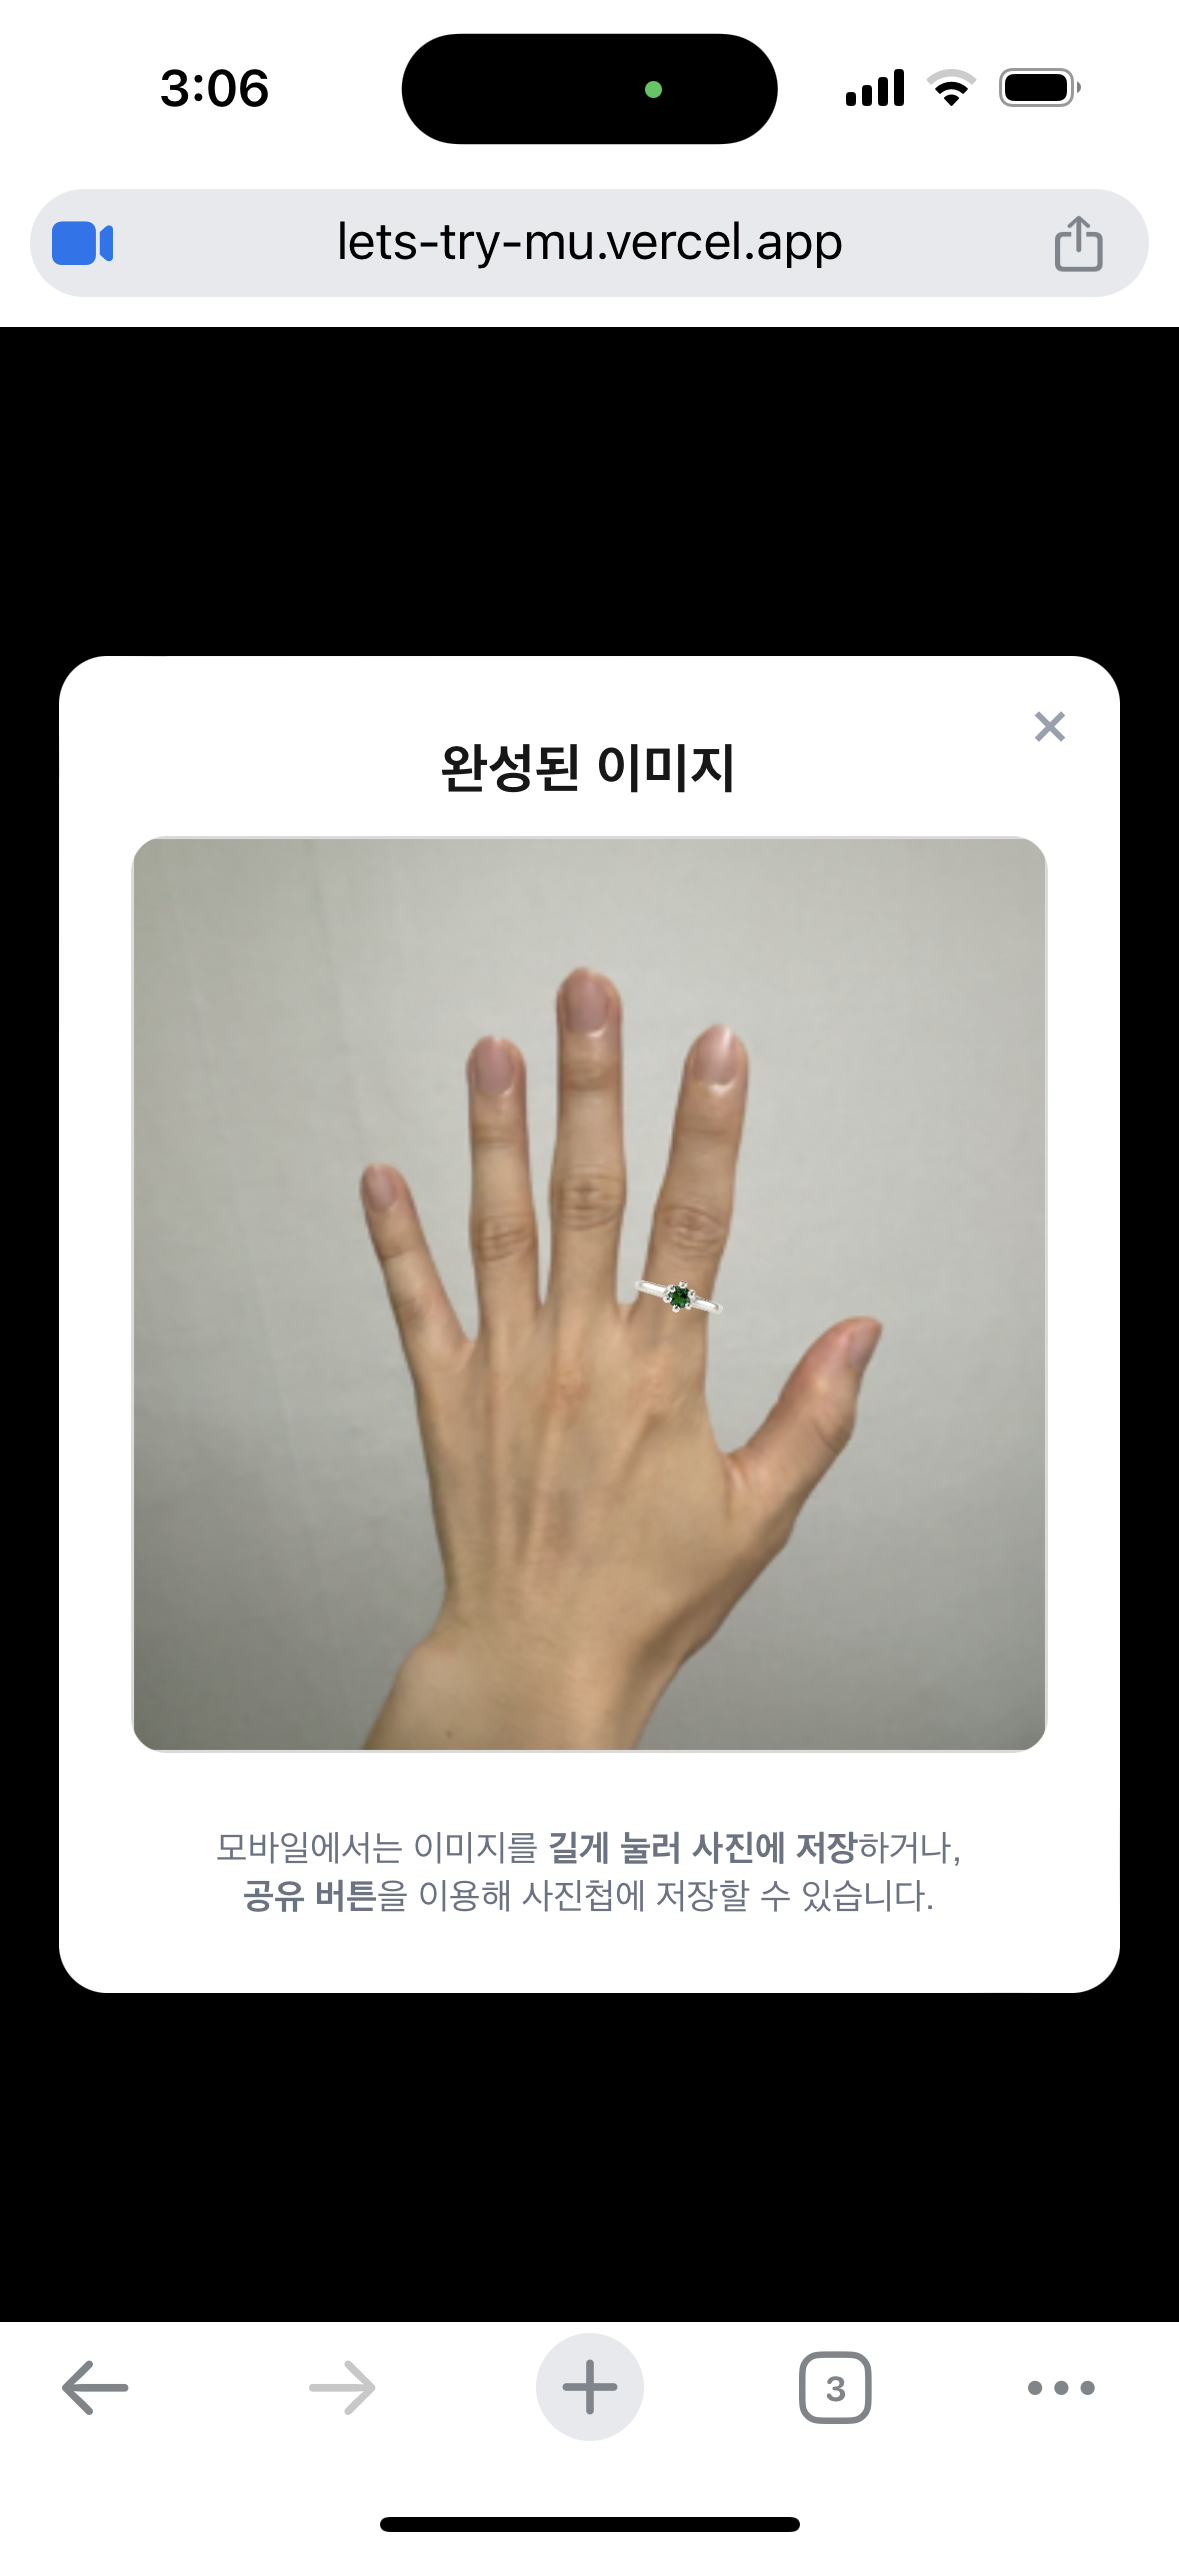 3:06
lets-try-mu.vercel.app
완성된 이미지
모바일에서는 이미지를 길게 눌러 사진에 저장하거나,
공유 버튼을 이용해 사진첩에 저장할 수 있습니다.
3